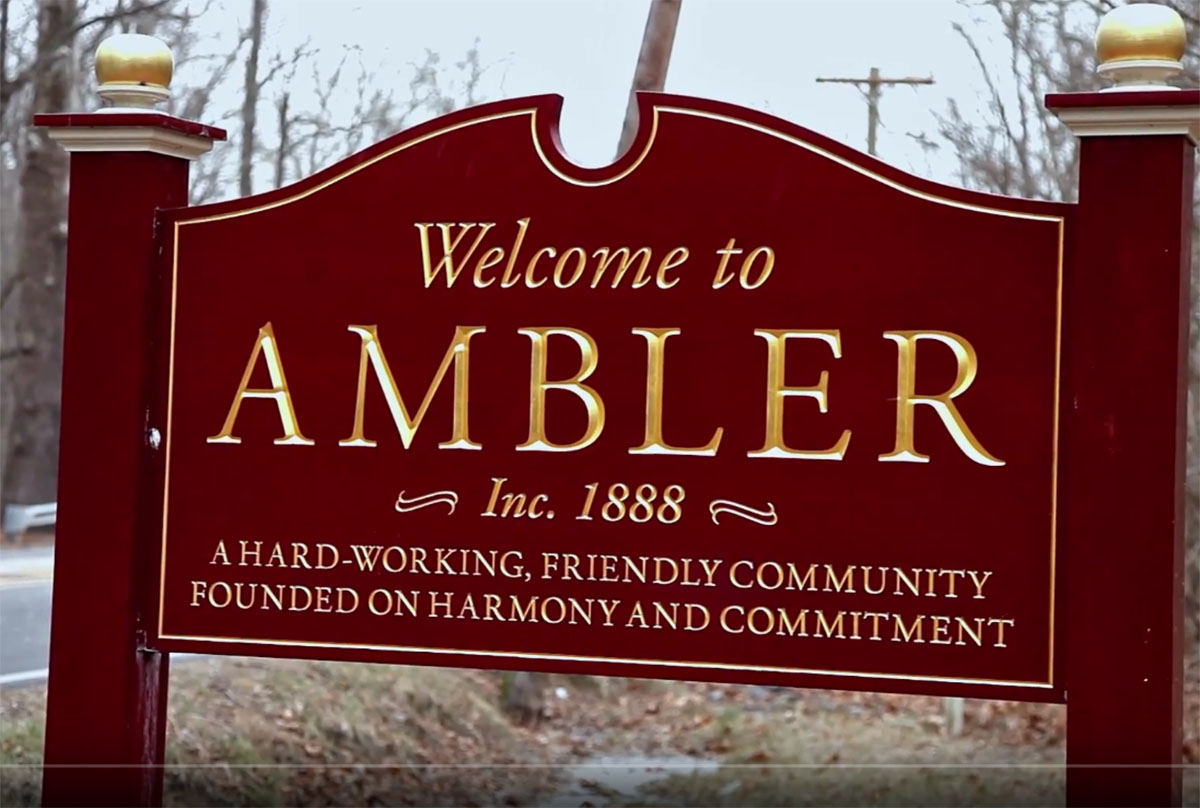 Welcome to
AMBLER
Inc. 1888
A HARD-WORKING, FRIENDLY COMMUNITY
FOUNDED ON HARMONY AND COMMITMENT